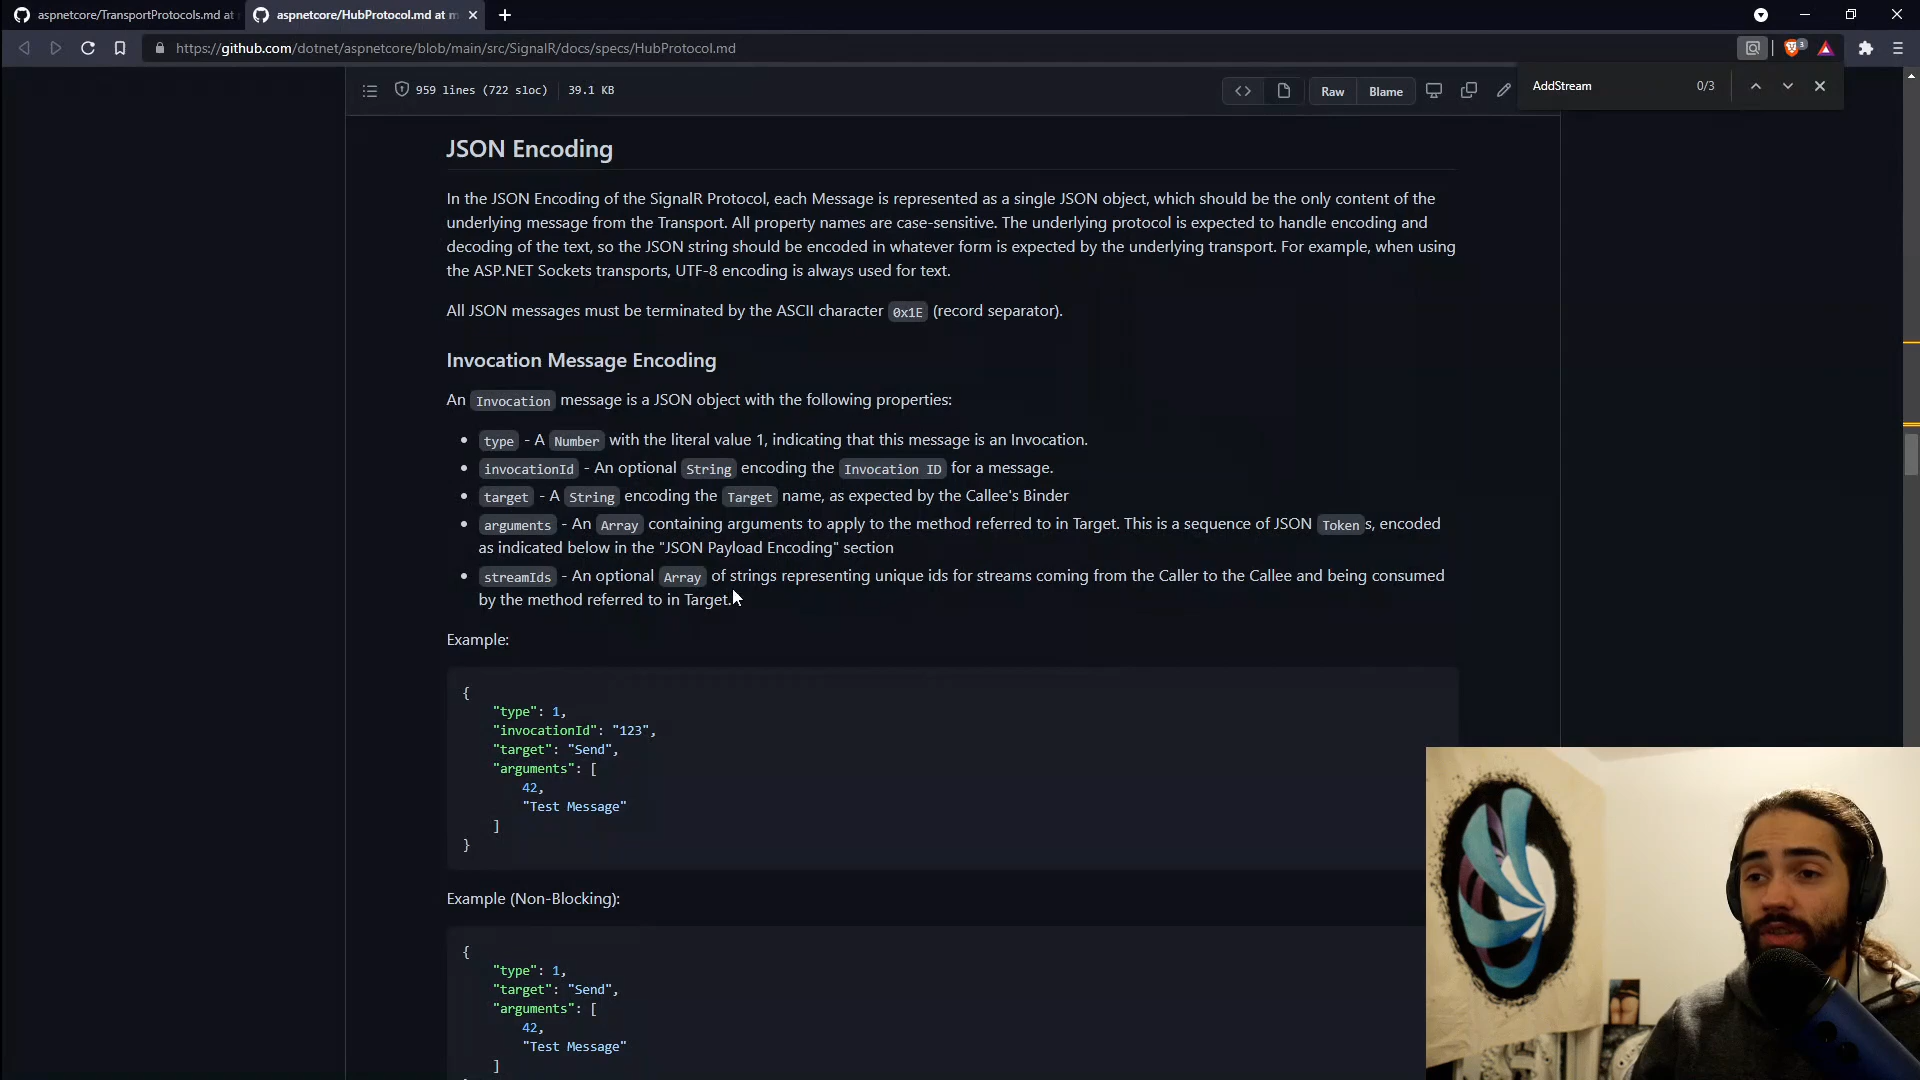 aspnetcore/TransportProtocols.md at
aspnetcore/HubProtocol.md at m
https://github.com/dotnet/aspnetcore/blob/main/src/SignalR/docs/specs/HubProtocol.md
3
959 lines (722 sloc) 39.1 KB
Raw Blame
AddStream 0/3
JSON Encoding
In the JSON Encoding of the SignalR Protocol, each Message is represented as a single JSON object, which should be the only content of the
underlying message from the Transport. All property names are case-sensitive. The underlying protocol is expected to handle encoding and
decoding of the text, so the JSON string should be encoded in whatever form is expected by the underlying transport. For example, when using
the ASP.NET Sockets transports, UTF-8 encoding is always used for text.
All JSON messages must be terminated by the ASCII character 0x1E (record separator).
Invocation Message Encoding
An Invocation message is a JSON object with the following properties:
• type - A Number with the literal value 1, indicating that this message is an Invocation.
• invocationId - An optional String encoding the Invocation ID for a message.
• target - A String encoding the Target name, as expected by the Callee's Binder
• arguments - An Array containing arguments to apply to the method referred to in Target. This is a sequence of JSON Token s, encoded
as indicated below in the "JSON Payload Encoding" section
• streamIds - An optional Array of strings representing unique ids for streams coming from the Caller to the Callee and being consumed
by the method referred to in Target.
Example:
{
"type": 1,
"invocationId": "123",
"target": "Send",
"arguments": [
42,
"Test Message"
]
}
Example (Non-Blocking):
{
"type": 1,
"target": "Send",
"arguments": [
42,
"Test Message"
]